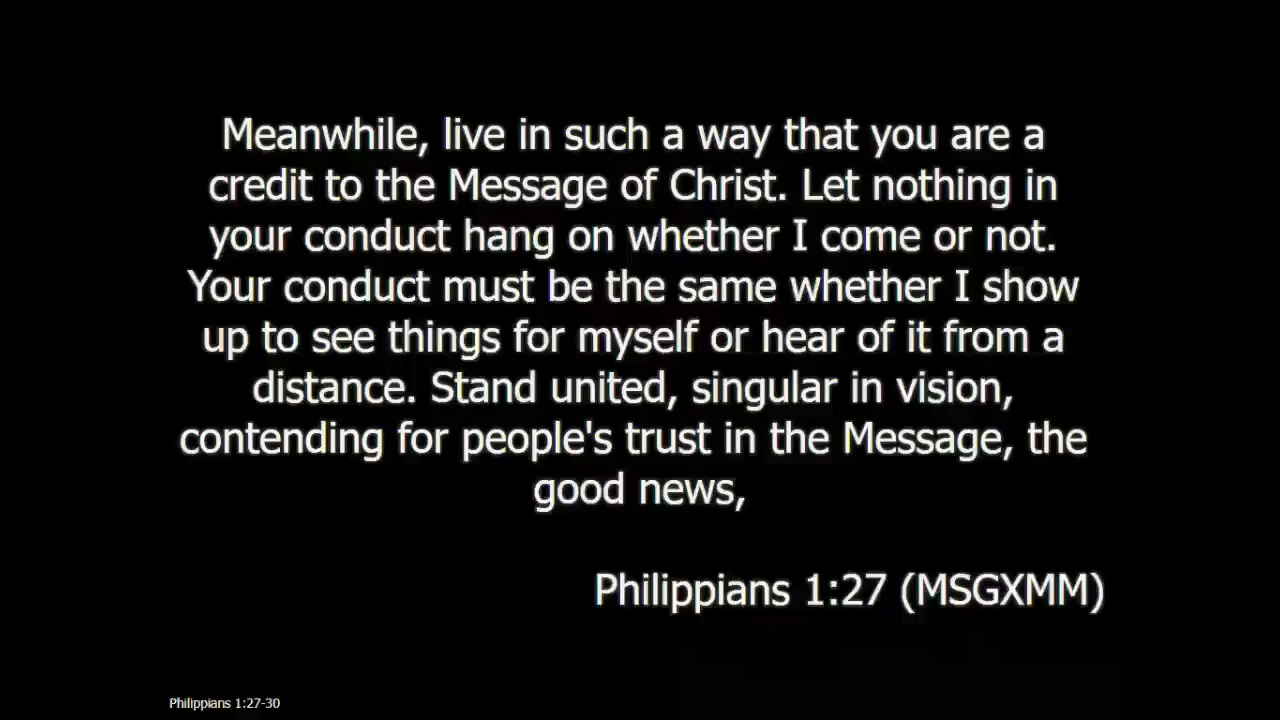 Meanwhile, live in such a way that you are a
credit to the Message of Christ. Let nothing in
your conduct hang on whether I come or not.
Your conduct must be the same whether I show
up to see things for myself or hear of it from a
distance. Stand united, singular in vision,
contending for people's trust in the Message, the
good news,
Philippians 1:27 (MSGXMM)
Philippians 1:27-30